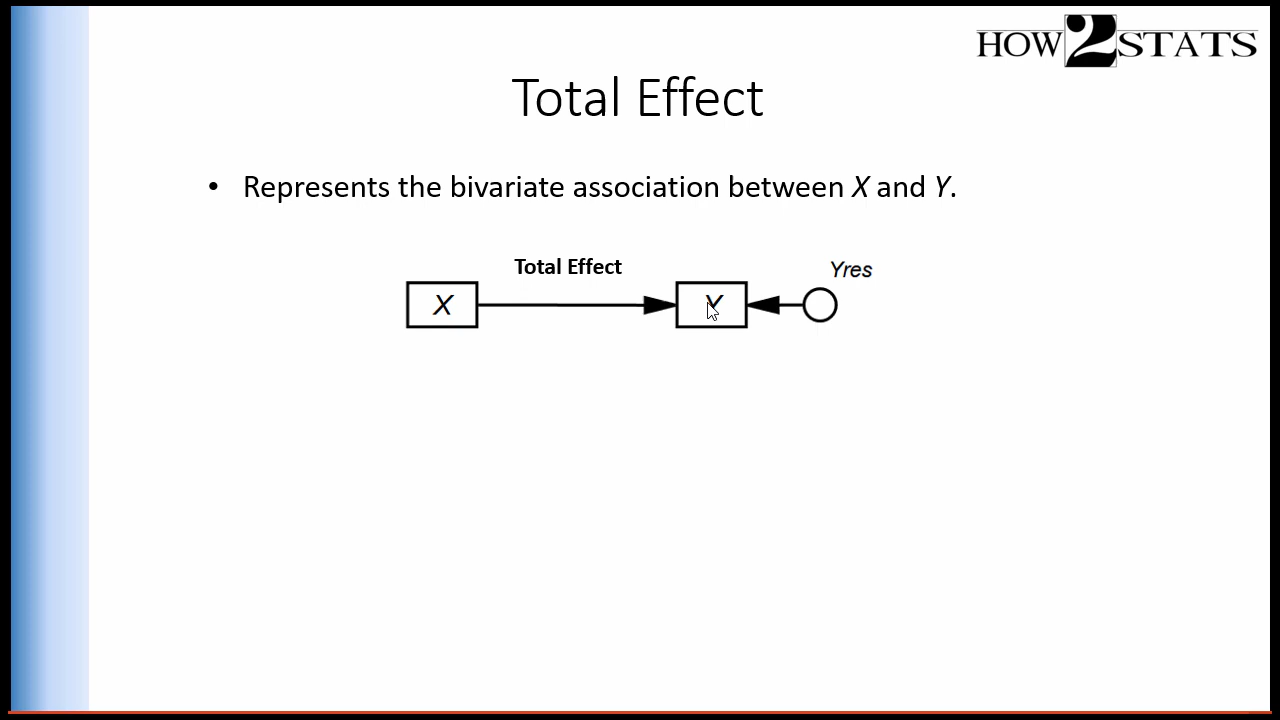 HOW2STATS
Total Effect
• Represents the bivariate association between X and Y.
Total Effect
Yres
X
Y